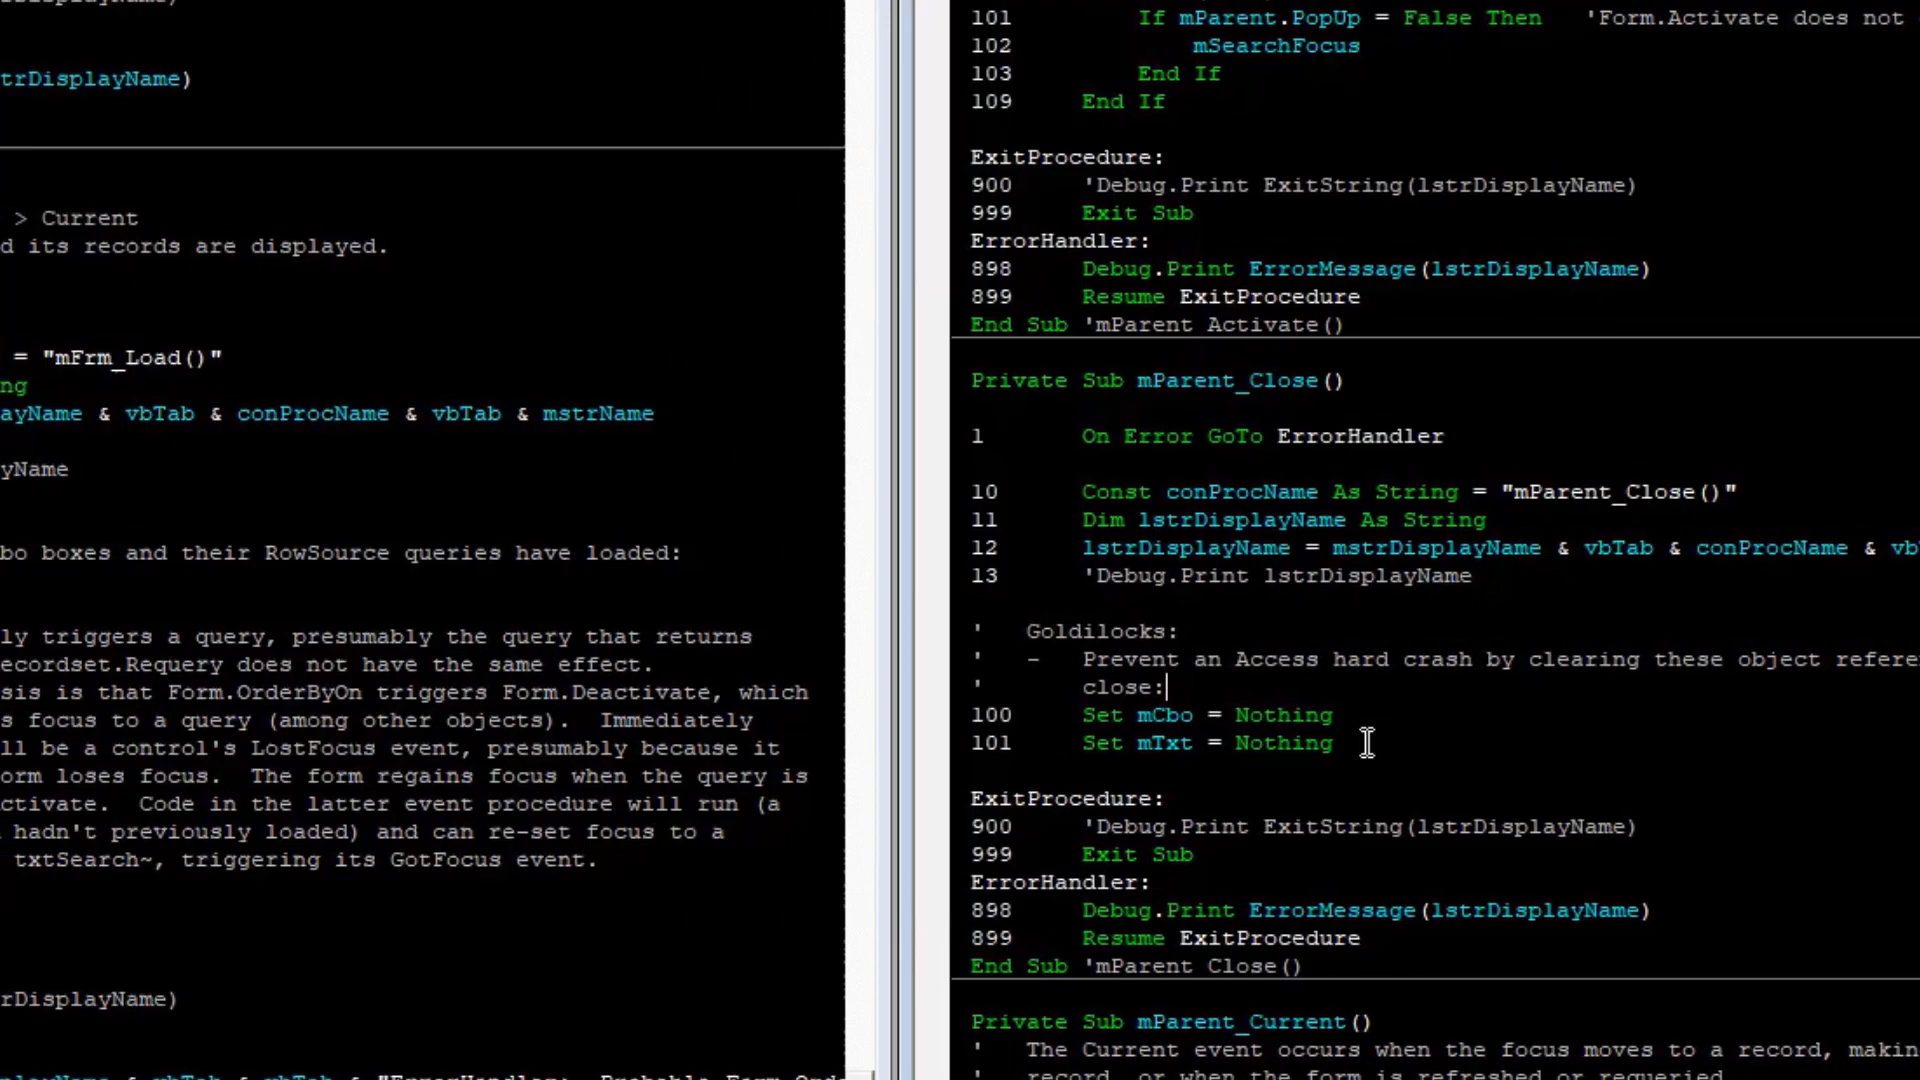 trDisplayName)
> Current
d its records are displayed.
= "mFrm_Load()"
ng
ayName & vbTab & conProcName & vbTab & mstrName
yName
bo boxes and their RowSource queries have loaded:
ly triggers a query, presumably the query that returns
ecordset.Requery does not have the same effect.
sis is that Form.OrderByOn triggers Form.Deactivate, which
s focus to a query (among other objects).  Immediately
ll be a control's LostFocus event, presumably because it
orm loses focus.  The form regains focus when the query is
ctivate.  Code in the latter event procedure will run (a
hadn't previously loaded) and can re-set focus to a
txtSearch~, triggering its GotFocus event.
rDisplayName)
101 If mParent.PopUp = False Then 'Form.Activate does not
102 mSearchFocus
103 End If
109 End If
ExitProcedure:
900 'Debug.Print ExitString(lstrDisplayName)
999 Exit Sub
ErrorHandler:
898 Debug.Print ErrorMessage(lstrDisplayName)
899 Resume ExitProcedure
End Sub 'mParent Activate()
Private Sub mParent_Close()
1 On Error GoTo ErrorHandler
10 Const conProcName As String = "mParent_Close()"
11 Dim lstrDisplayName As String
12 lstrDisplayName = mstrDisplayName & vbTab & conProcName & vb
13 'Debug.Print lstrDisplayName
' Goldilocks:
' - Prevent an Access hard crash by clearing these object refere
' close:
100 Set mCbo = Nothing
101 Set mTxt = Nothing
ExitProcedure:
900 'Debug.Print ExitString(lstrDisplayName)
999 Exit Sub
ErrorHandler:
898 Debug.Print ErrorMessage(lstrDisplayName)
899 Resume ExitProcedure
End Sub 'mParent Close()
Private Sub mParent_Current()
' The Current event occurs when the focus moves to a record, makin
' record, or when the form is refreshed or requeried